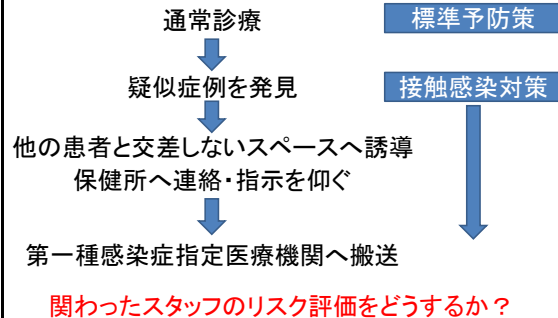 通常診療
標準予防策
疑似症例を発見
接触感染対策
他の患者と交差しないスペースへ誘導
保健所へ連絡・指示を仰ぐ
第一種感染症指定医療機関へ搬送
関わったスタッフのリスク評価をどうするか？